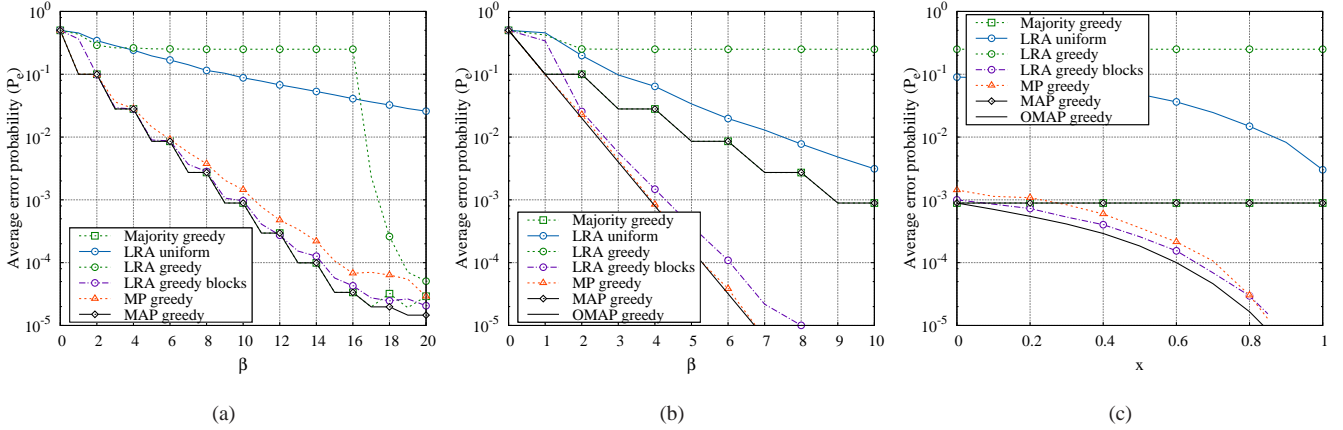 Average error probability (Pe)
10^0
10^-1
10^-2
10^-3
10^-4
10^-5
0 2 4 6 8 10 12 14 16 18 20
β
Majority greedy
LRA uniform
LRA greedy
LRA greedy blocks
MP greedy
MAP greedy
(a)
Average error probability (Pe)
10^0
10^-1
10^-2
10^-3
10^-4
10^-5
0 1 2 3 4 5 6 7 8 9 10
β
Majority greedy
LRA uniform
LRA greedy
LRA greedy blocks
MP greedy
MAP greedy
OMAP greedy
(b)
Average error probability (Pe)
10^0
10^-1
10^-2
10^-3
10^-4
10^-5
0 0.2 0.4 0.6 0.8 1
x
Majority greedy
LRA uniform
LRA greedy
LRA greedy blocks
MP greedy
MAP greedy
OMAP greedy
(c)